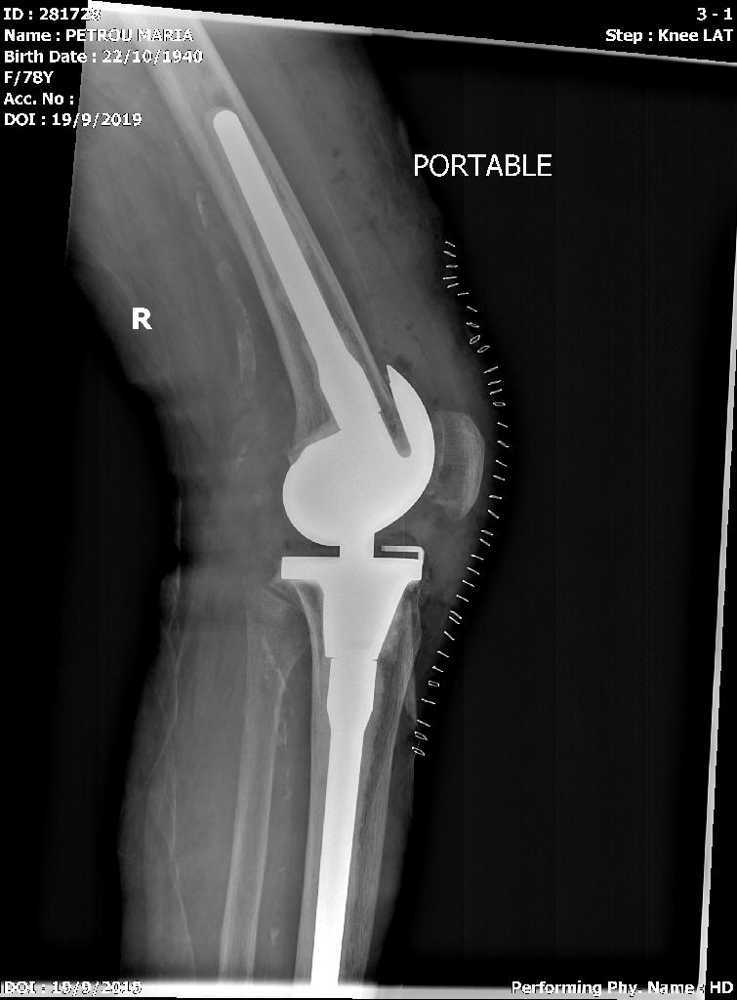 ID : 281728
Name : PETROU MARIA
Birth Date : 22/10/1940
F/78Y
Acc. No :
DOI : 19/9/2019
3 - 1
Step : Knee LAT
PORTABLE
R
DOI : 19/9/2019
Performing Phy. Name : HD